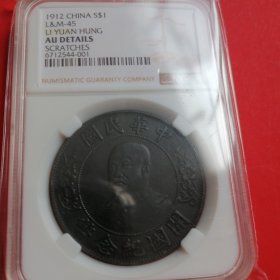 1912 CHINA S$1
L&M-45
LI YUAN HUNG
AU DETAILS
SCRATCHES
6712544-001
NGC
NUMISMATIC GUARANTY COMPANY
中華民國
開國紀念幣